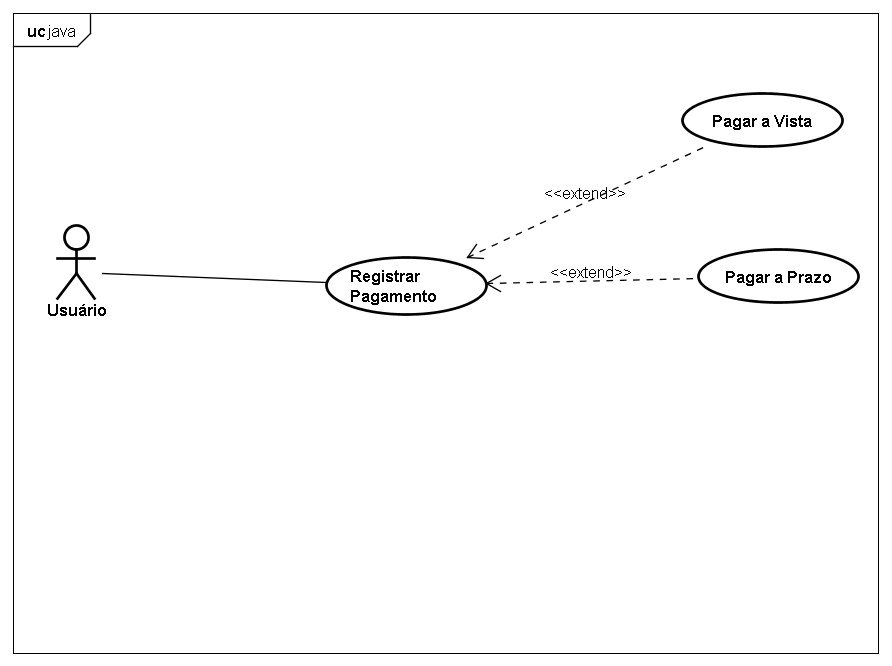 uc java
Pagar a Vista
<<extend>>
<<extend>>
Pagar a Prazo
Registrar
Pagamento
Usuário